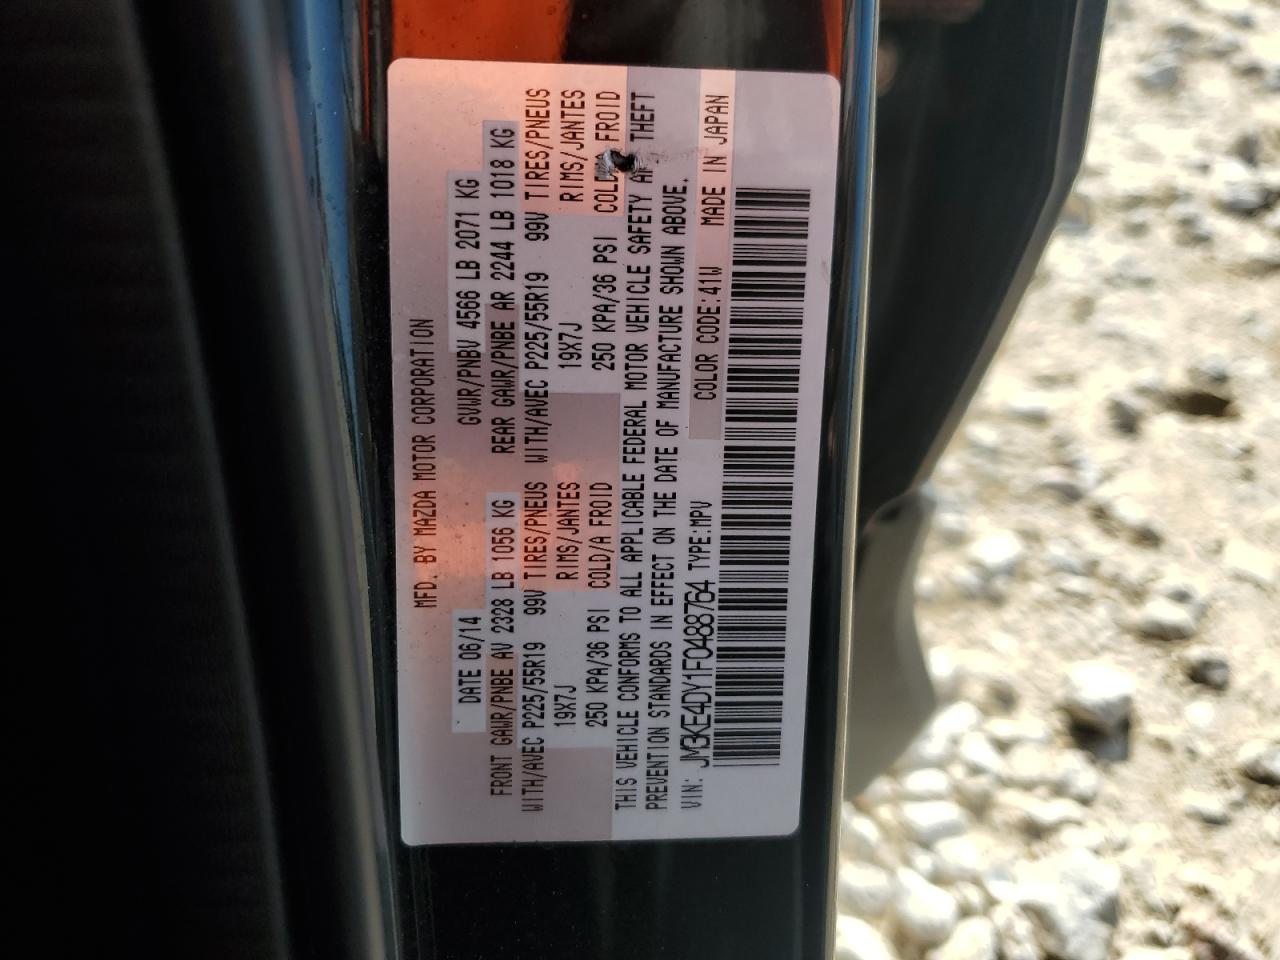 MFD. BY MAZDA MOTOR CORPORATION
DATE 06/14 GVWR/PNBV 4566 LB 2071 KG
FRONT GAWR/PNBE AV 2328 LB 1056 KG REAR GAWR/PNBE AR 2244 LB 1018 KG
WITH/AVEC P225/55R19 99V TIRES/PNEUS WITH/AVEC P225/55R19 99V TIRES/PNEUS
19X7J RIMS/JANTES 19X7J RIMS/JANTES
250 KPA/36 PSI COLD/A FROID 250 KPA/36 PSI COLD/ FROID
THIS VEHICLE CONFORMS TO ALL APPLICABLE FEDERAL MOTOR VEHICLE SAFETY THEFT
PREVENTION STANDARDS IN EFFECT ON THE DATE OF MANUFACTURE SHOWN ABOVE.
VIN: JM3KE4DY1F0488764 TYPE:MPV COLOR CODE:41W MADE IN JAPAN